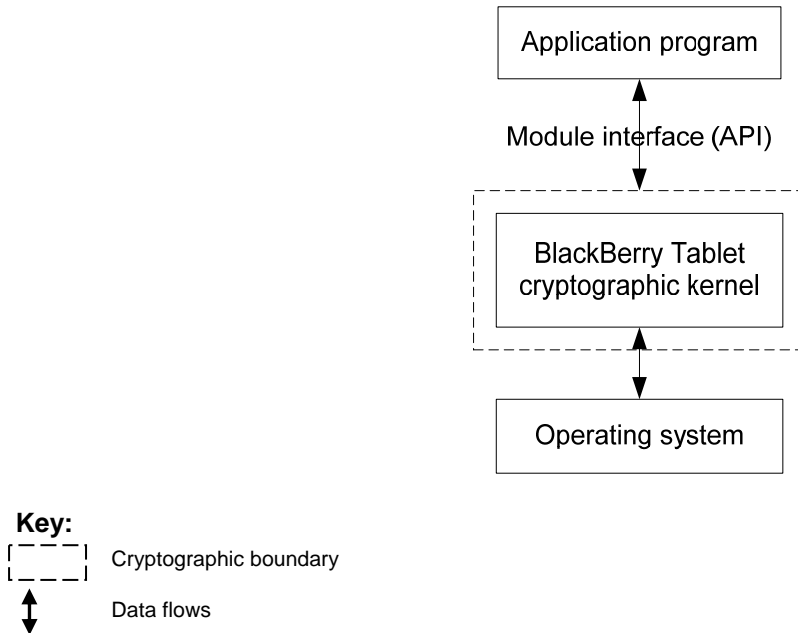 Application program
Module interface (API)
BlackBerry Tablet
cryptographic kernel
Operating system
Key:
Cryptographic boundary
Data flows